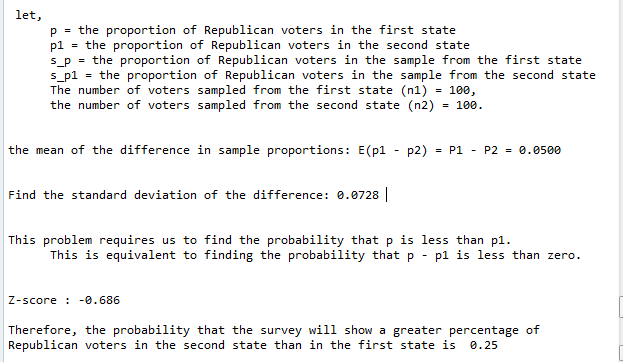 let,
p = the proportion of Republican voters in the first state
p1 = the proportion of Republican voters in the second state
s_p = the proportion of Republican voters in the sample from the first state
s_p1 = the proportion of Republican voters in the sample from the second state
The number of voters sampled from the first state (n1) = 100,
the number of voters sampled from the second state (n2) = 100.
the mean of the difference in sample proportions: E(p1 - p2) = P1 - P2 = 0.0500
Find the standard deviation of the difference: 0.0728
This problem requires us to find the probability that p is less than p1.
This is equivalent to finding the probability that p - p1 is less than zero.
Z-score : -0.686
Therefore, the probability that the survey will show a greater percentage of
Republican voters in the second state than in the first state is 0.25